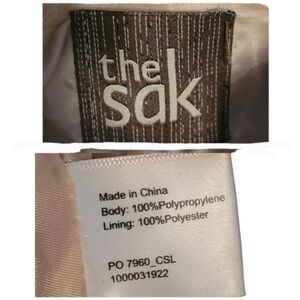 the
sak
Made in China
Body: 100%Polypropylene
Lining: 100%Polyester
PO 7960_CSL
1000031922